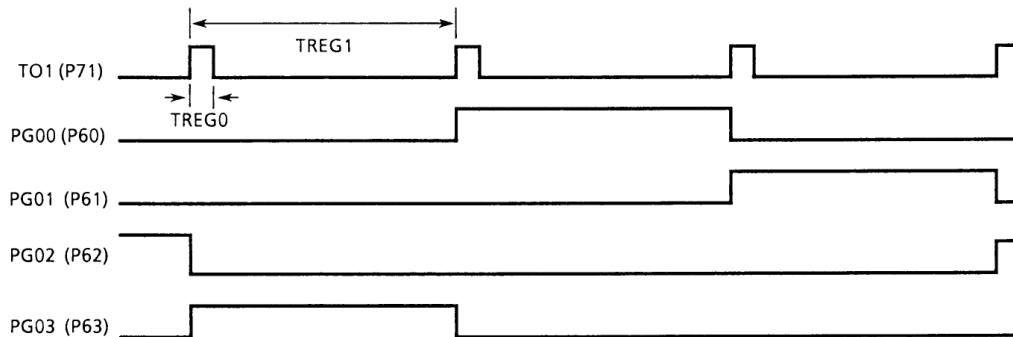 TREG1
TO1 (P71)
TREG0
PG00 (P60)
PG01 (P61)
PG02 (P62)
PG03 (P63)